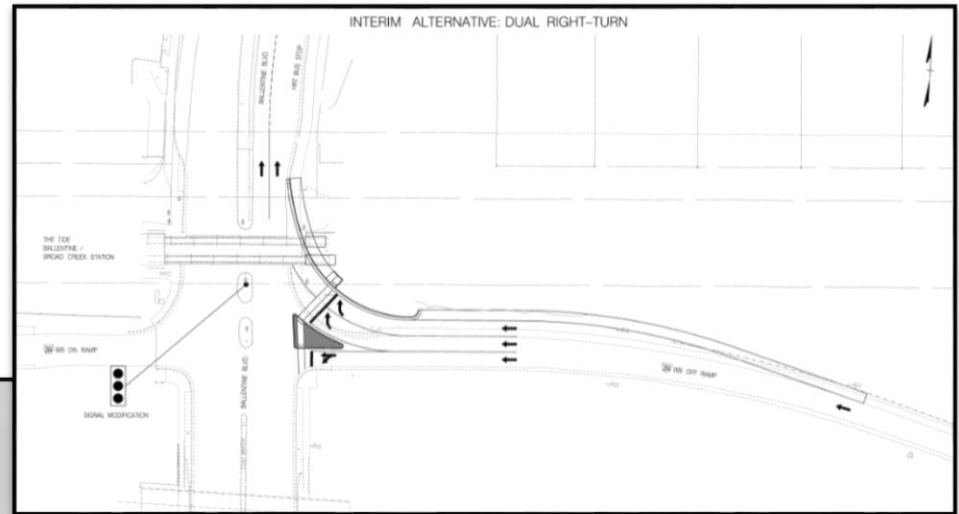 INTERIM ALTERNATIVE: DUAL RIGHT-TURN
BALLENTINE BLVD
HRT BUS STOP
THE TIDE
BALLENTINE /
BROAD CREEK STATION
WB ON RAMP
BALLENTINE BLVD
WB OFF RAMP
SIGNAL MODIFICATION